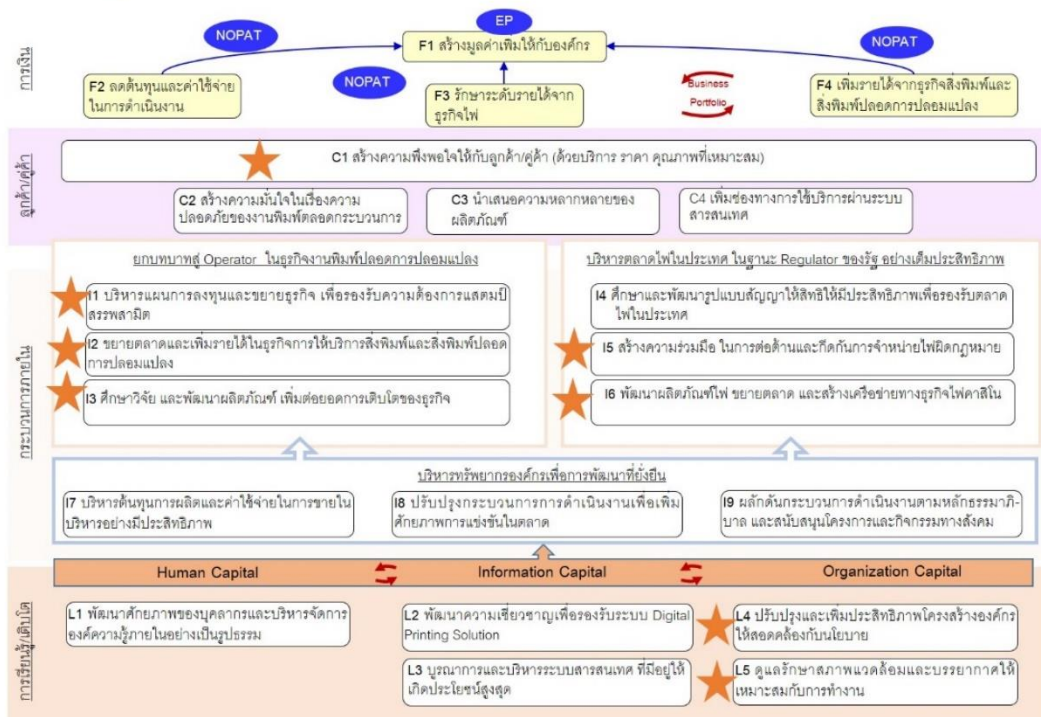 EP
NOPAT
F1 สร้างมูลค่าเพิ่มให้กับองค์กร
NOPAT
NOPAT
F2 ลดต้นทุนและค่าใช้จ่าย
ในการดำเนินงาน
F3 รักษาระดับรายได้จาก
ธุรกิจไพ่
Business
Portfolio
F4 เพิ่มรายได้จากธุรกิจสิ่งพิมพ์และ
สิ่งพิมพ์ปลอดการปลอมแปลง
การเงิน
ลูกค้า/คู่ค้า
C1 สร้างความพึงพอใจให้กับลูกค้า/คู่ค้า (ด้วยบริการ ราคา คุณภาพที่เหมาะสม)
C2 สร้างความมั่นใจในเรื่องความ
ปลอดภัยของงานพิมพ์ตลอดกระบวนการ
C3 นำเสนอความหลากหลายของ
ผลิตภัณฑ์
C4 เพิ่มช่องทางการใช้บริการผ่านระบบ
สารสนเทศ
กระบวนการภายใน
ยกบทบาทสู่ Operator ในธุรกิจงานพิมพ์ปลอดการปลอมแปลง
I1 บริหารแผนการลงทุนและขยายธุรกิจ เพื่อรองรับความต้องการแสตมป์
สรรพสามิต
I2 ขยายตลาดและเพิ่มรายได้ในธุรกิจการให้บริการสิ่งพิมพ์และสิ่งพิมพ์ปลอด
การปลอมแปลง
I3 ศึกษาวิจัย และพัฒนาผลิตภัณฑ์ เพิ่มต่อยอดการเติบโตของธุรกิจ
บริหารตลาดไพ่ในประเทศ ในฐานะ Regulator ของรัฐ อย่างเต็มประสิทธิภาพ
I4 ศึกษาและพัฒนารูปแบบสัญญาให้สิทธิให้มีประสิทธิภาพเพื่อรองรับตลาด
ไพ่ในประเทศ
I5 สร้างความร่วมมือ ในการต่อต้านและกีดกันการจำหน่ายไพ่ผิดกฎหมาย
I6 พัฒนาผลิตภัณฑ์ไพ่ ขยายตลาด และสร้างเครือข่ายทางธุรกิจไพ่คาสิโน
บริหารทรัพยากรองค์กรเพื่อการพัฒนาที่ยั่งยืน
I7 บริหารต้นทุนการผลิตและค่าใช้จ่ายในการขายใน
บริหารอย่างมีประสิทธิภาพ
I8 ปรับปรุงกระบวนการการดำเนินงานเพื่อเพิ่ม
ศักยภาพการแข่งขันในตลาด
I9 ผลักดันกระบวนการดำเนินงานตามหลักธรรมาภิ-
บาล และสนับสนุนโครงการและกิจกรรมทางสังคม
การเรียนรู้/เติบโต
Human Capital
Information Capital
Organization Capital
L1 พัฒนาศักยภาพของบุคลากรและบริหารจัดการ
องค์ความรู้ภายในอย่างเป็นรูปธรรม
L2 พัฒนาความเชี่ยวชาญเพื่อรองรับระบบ Digital
Printing Solution
L3 บูรณาการและบริหารระบบสารสนเทศ ที่มีอยู่ให้
เกิดประโยชน์สูงสุด
L4 ปรับปรุงและเพิ่มประสิทธิภาพโครงสร้างองค์กร
ให้สอดคล้องกับนโยบาย
L5 ดูแลรักษาสภาพแวดล้อมและบรรยากาศให้
เหมาะสมกับการทำงาน